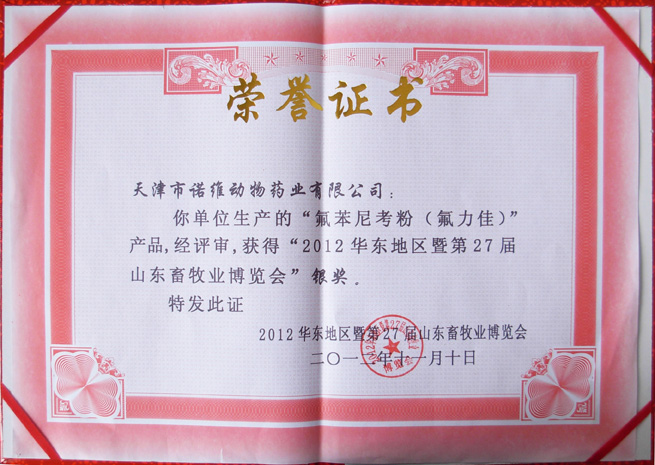 荣誉证书
天津市诺维动物药业有限公司：
你单位生产的“氟苯尼考粉（氟力佳）”
产品,经评审,获得“2012华东地区暨第27届
山东畜牧业博览会”银奖。
特发此证
2012华东地区暨第27届山东畜牧业博览会
二〇一二年十一月十日